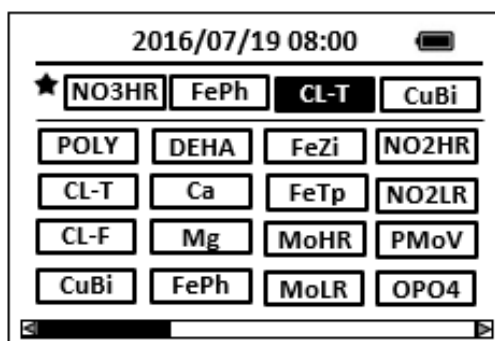 2016/07/19 08:00
NO3HR FePh CL-T CuBi
POLY DEHA FeZi NO2HR
CL-T Ca FeTp NO2LR
CL-F Mg MoHR PMoV
CuBi FePh MoLR OPO4